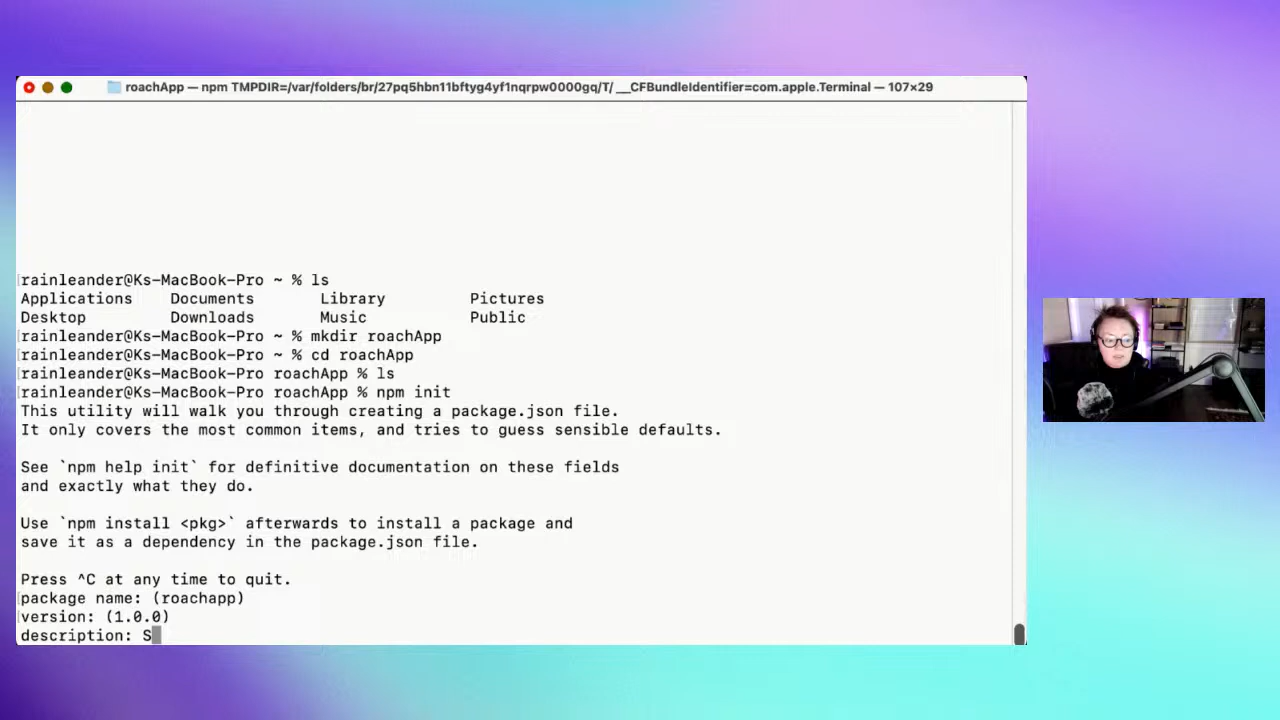 roachApp — npm TMPDIR=/var/folders/br/27pq5hbn11bftyg4yf1nqrpw0000gq/T/ __CFBundleIdentifier=com.apple.Terminal — 107×29
[rainleander@Ks-MacBook-Pro ~ % ls
Applications Documents Library Pictures
Desktop Downloads Music Public
[rainleander@Ks-MacBook-Pro ~ % mkdir roachApp
[rainleander@Ks-MacBook-Pro ~ % cd roachApp
[rainleander@Ks-MacBook-Pro roachApp % ls
[rainleander@Ks-MacBook-Pro roachApp % npm init
This utility will walk you through creating a package.json file.
It only covers the most common items, and tries to guess sensible defaults.
See `npm help init` for definitive documentation on these fields
and exactly what they do.
Use `npm install <pkg>` afterwards to install a package and
save it as a dependency in the package.json file.
Press ^C at any time to quit.
[package name: (roachapp)
[version: (1.0.0)
description: S